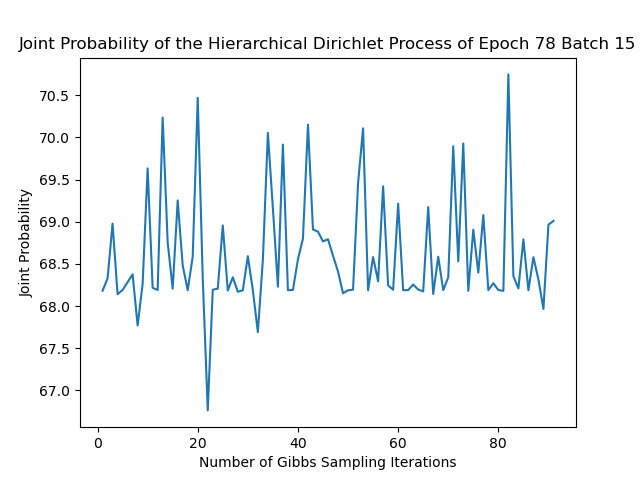 Joint Probability of the Hierarchical Dirichlet Process of Epoch 78 Batch 15
70.5
70.0
69.5
69.0
68.5
68.0
67.5
67.0
Joint Probability
0 20 40 60 80
Number of Gibbs Sampling Iterations